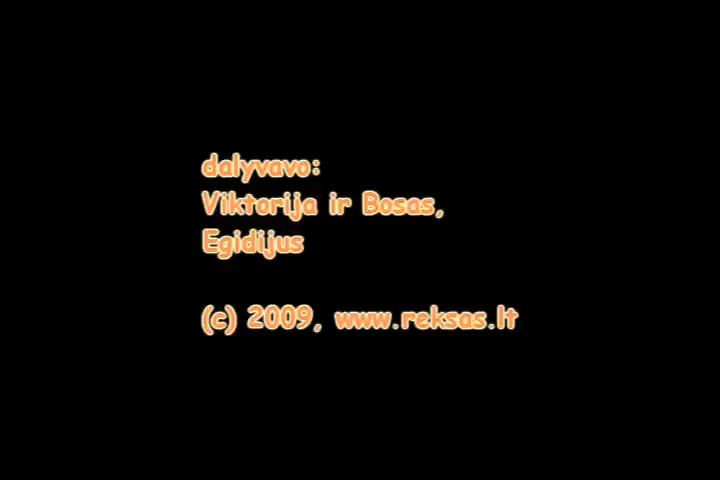 dalyvavo:
Viktorija ir Bosas,
Egidijus
(c) 2009, www.reksas.lt